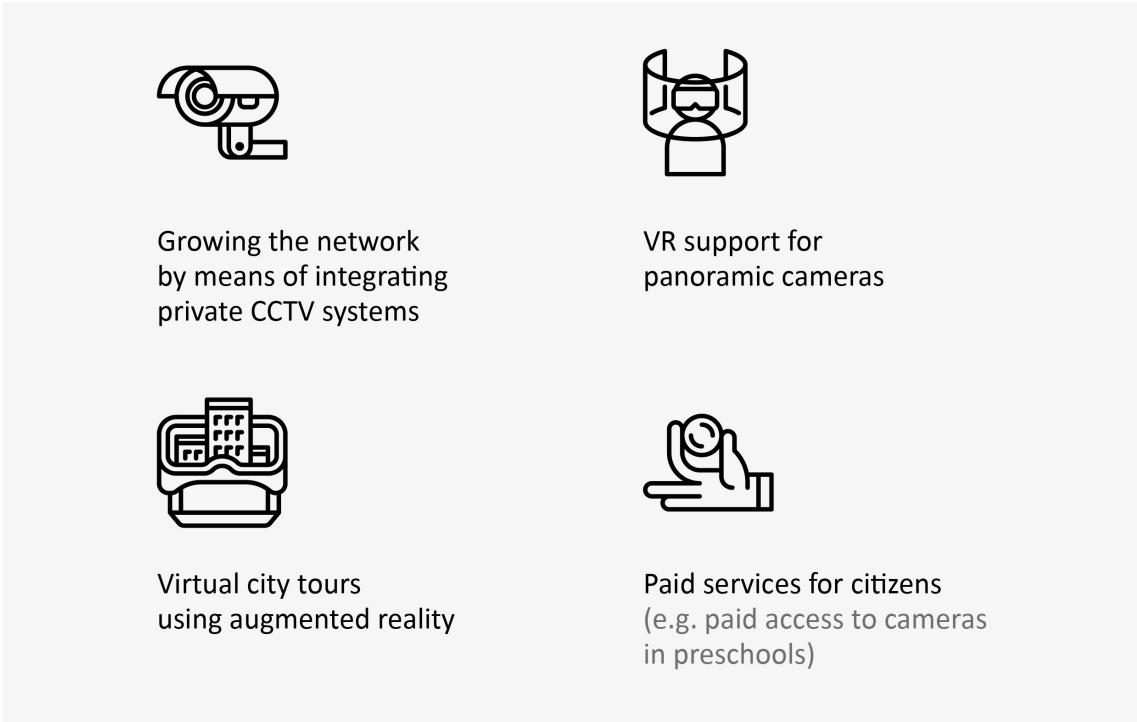 Growing the network
by means of integrating
private CCTV systems
VR support for
panoramic cameras
Virtual city tours
using augmented reality
Paid services for citizens
(e.g. paid access to cameras
in preschools)